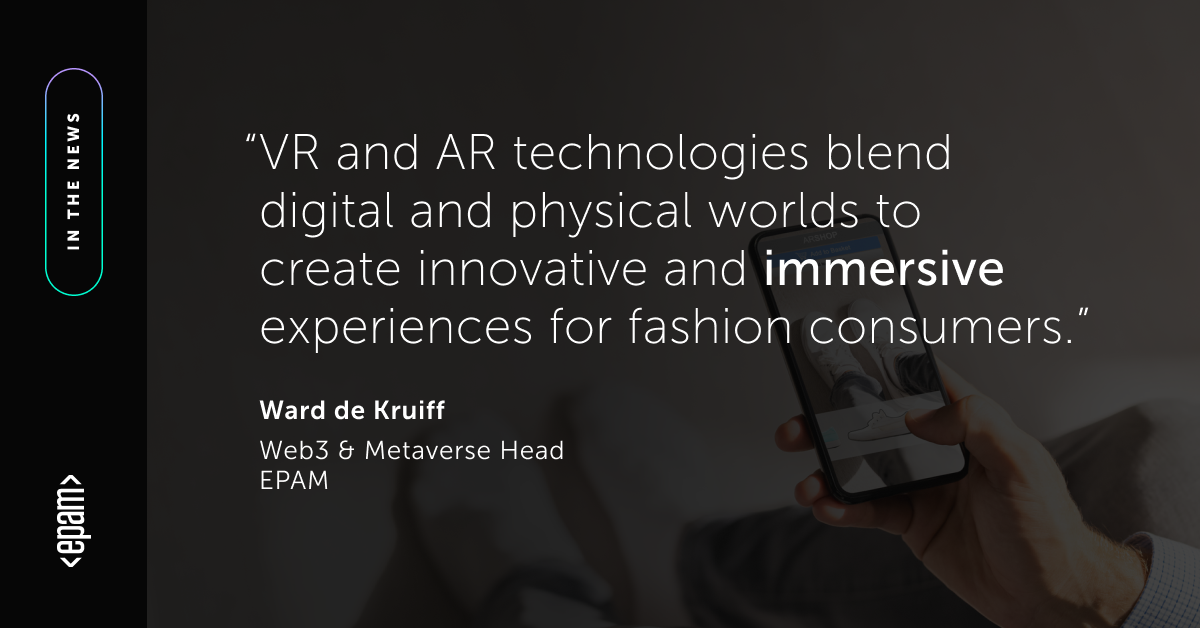 IN THE NEWS
“VR and AR technologies blend
digital and physical worlds to
create innovative and immersive
experiences for fashion consumers.”
Ward de Kruiff
Web3 & Metaverse Head
EPAM
<epam>